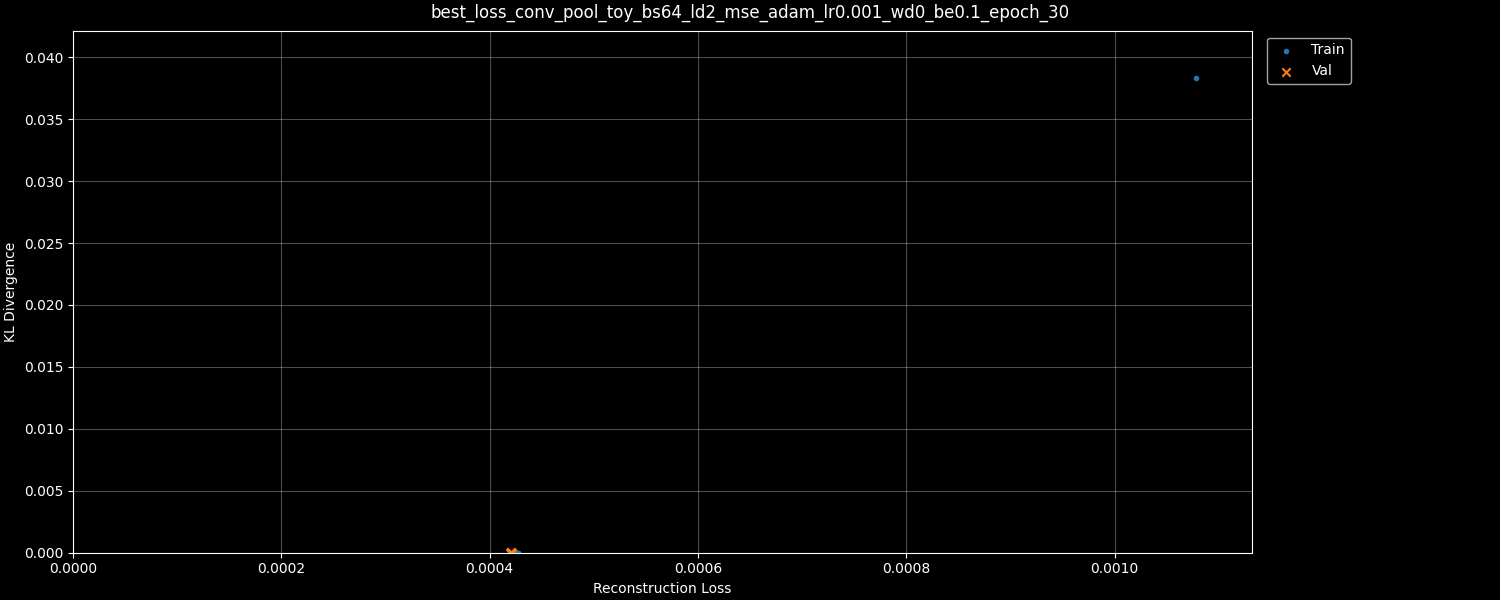 best_loss_conv_pool_toy_bs64_ld2_mse_adam_lr0.001_wd0_be0.1_epoch_30
Train
Val
0.040
0.035
0.030
0.025
0.020
0.015
0.010
0.005
0.000
KL Divergence
0.0000 0.0002 0.0004 0.0006 0.0008 0.0010
Reconstruction Loss